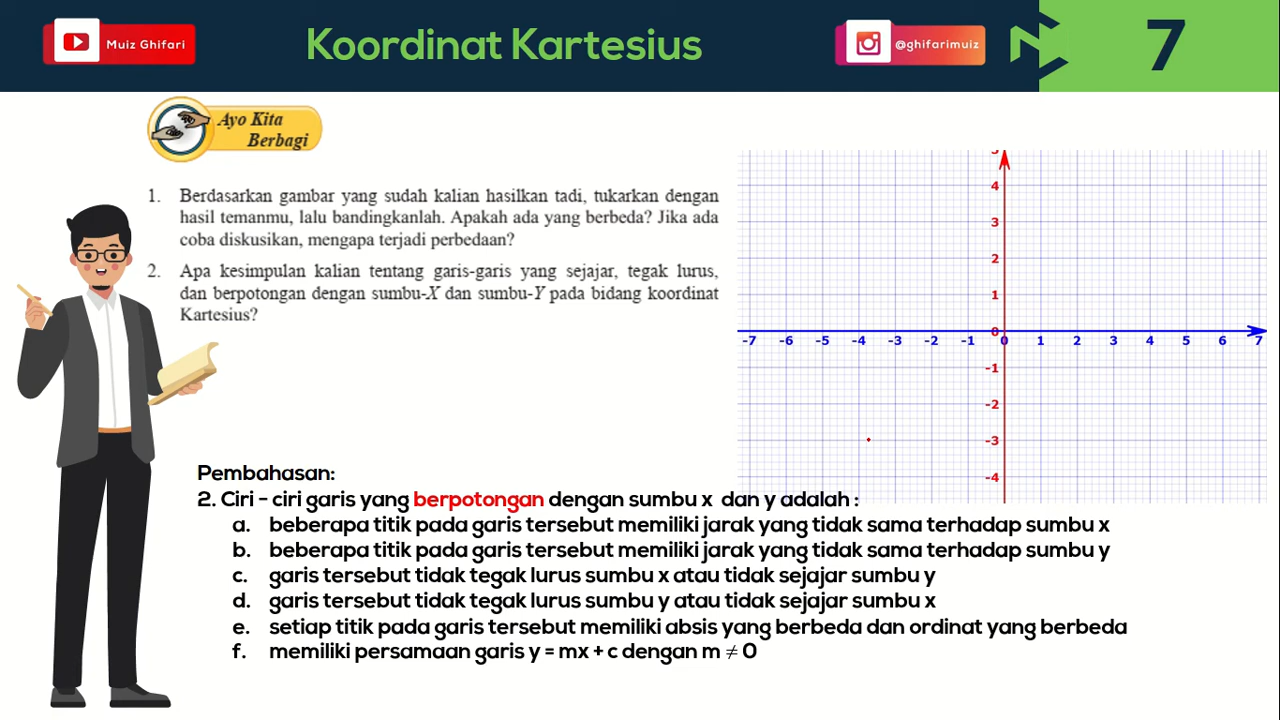 Muiz Ghifari
Koordinat Kartesius
@ghifarimuiz
7
Ayo Kita
Berbagi
1. Berdasarkan gambar yang sudah kalian hasilkan tadi, tukarkan dengan
hasil temanmu, lalu bandingkanlah. Apakah ada yang berbeda? Jika ada
coba diskusikan, mengapa terjadi perbedaan?
2. Apa kesimpulan kalian tentang garis-garis yang sejajar, tegak lurus,
dan berpotongan dengan sumbu-X dan sumbu-Y pada bidang koordinat
Kartesius?
5
4
3
2
1
0
-7 -6 -5 -4 -3 -2 -1 0 1 2 3 4 5 6 7
-1
-2
-3
-4
Pembahasan:
2. Ciri - ciri garis yang berpotongan dengan sumbu x dan y adalah :
a. beberapa titik pada garis tersebut memiliki jarak yang tidak sama terhadap sumbu x
b. beberapa titik pada garis tersebut memiliki jarak yang tidak sama terhadap sumbu y
c. garis tersebut tidak tegak lurus sumbu x atau tidak sejajar sumbu y
d. garis tersebut tidak tegak lurus sumbu y atau tidak sejajar sumbu x
e. setiap titik pada garis tersebut memiliki absis yang berbeda dan ordinat yang berbeda
f. memiliki persamaan garis y = mx + c dengan m ≠ 0